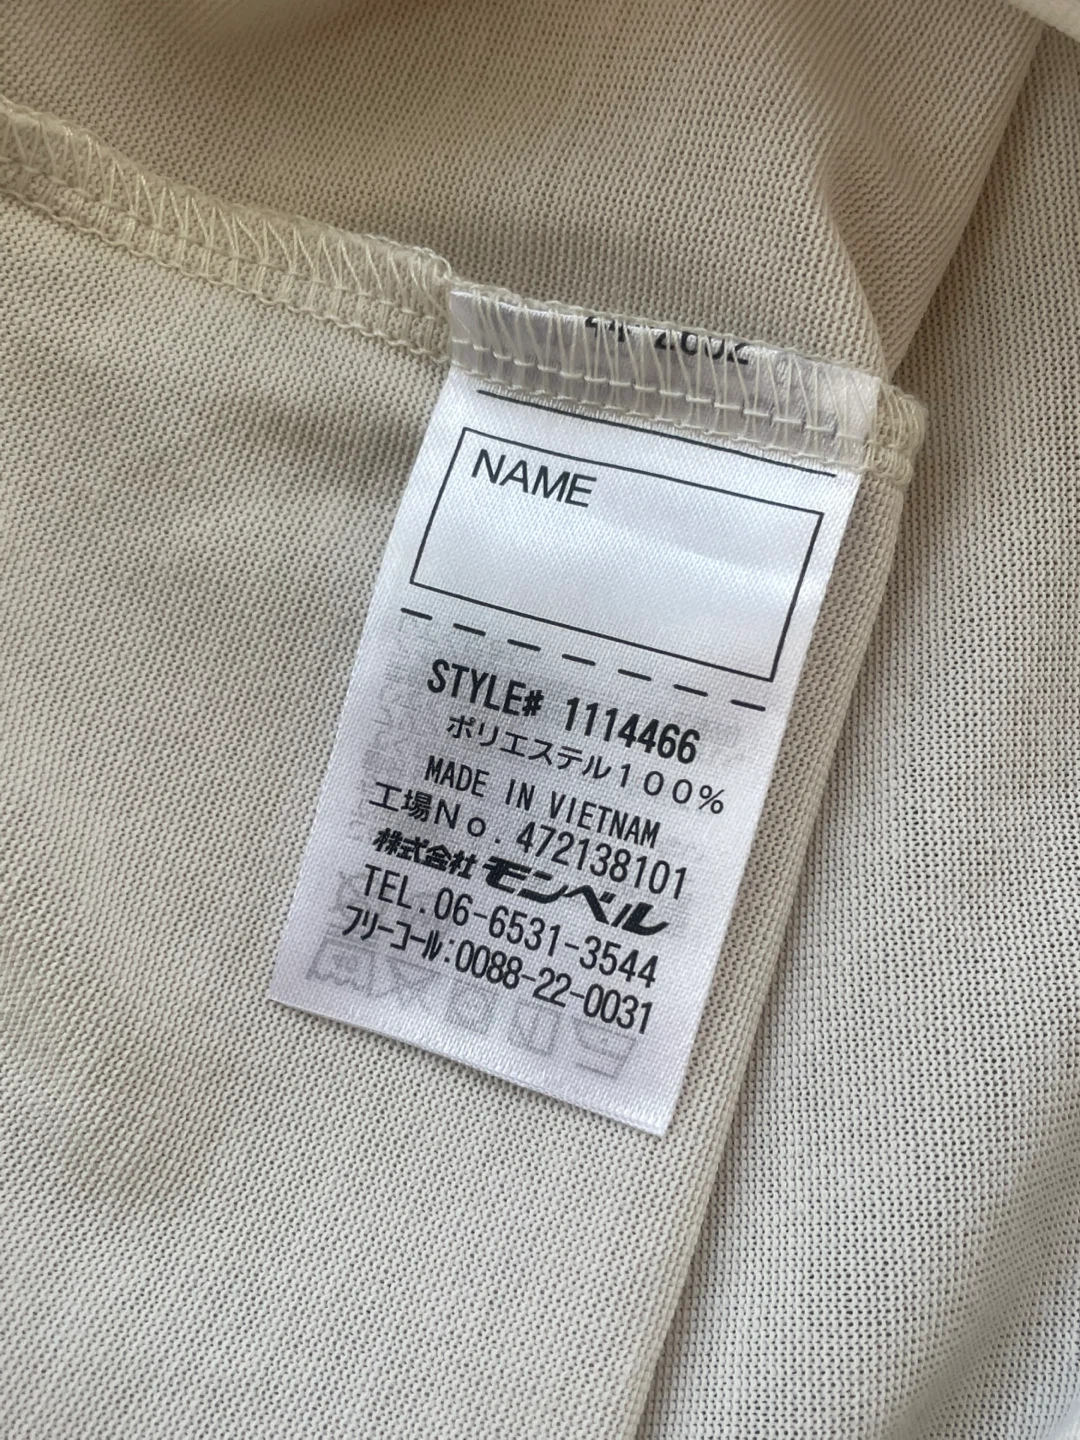 NAME
STYLE# 1114466
ポリエステル100%
MADE IN VIETNAM
工場No. 472138101
株式会社モンベル
TEL.06-6531-3544
フリーコール:0088-22-0031